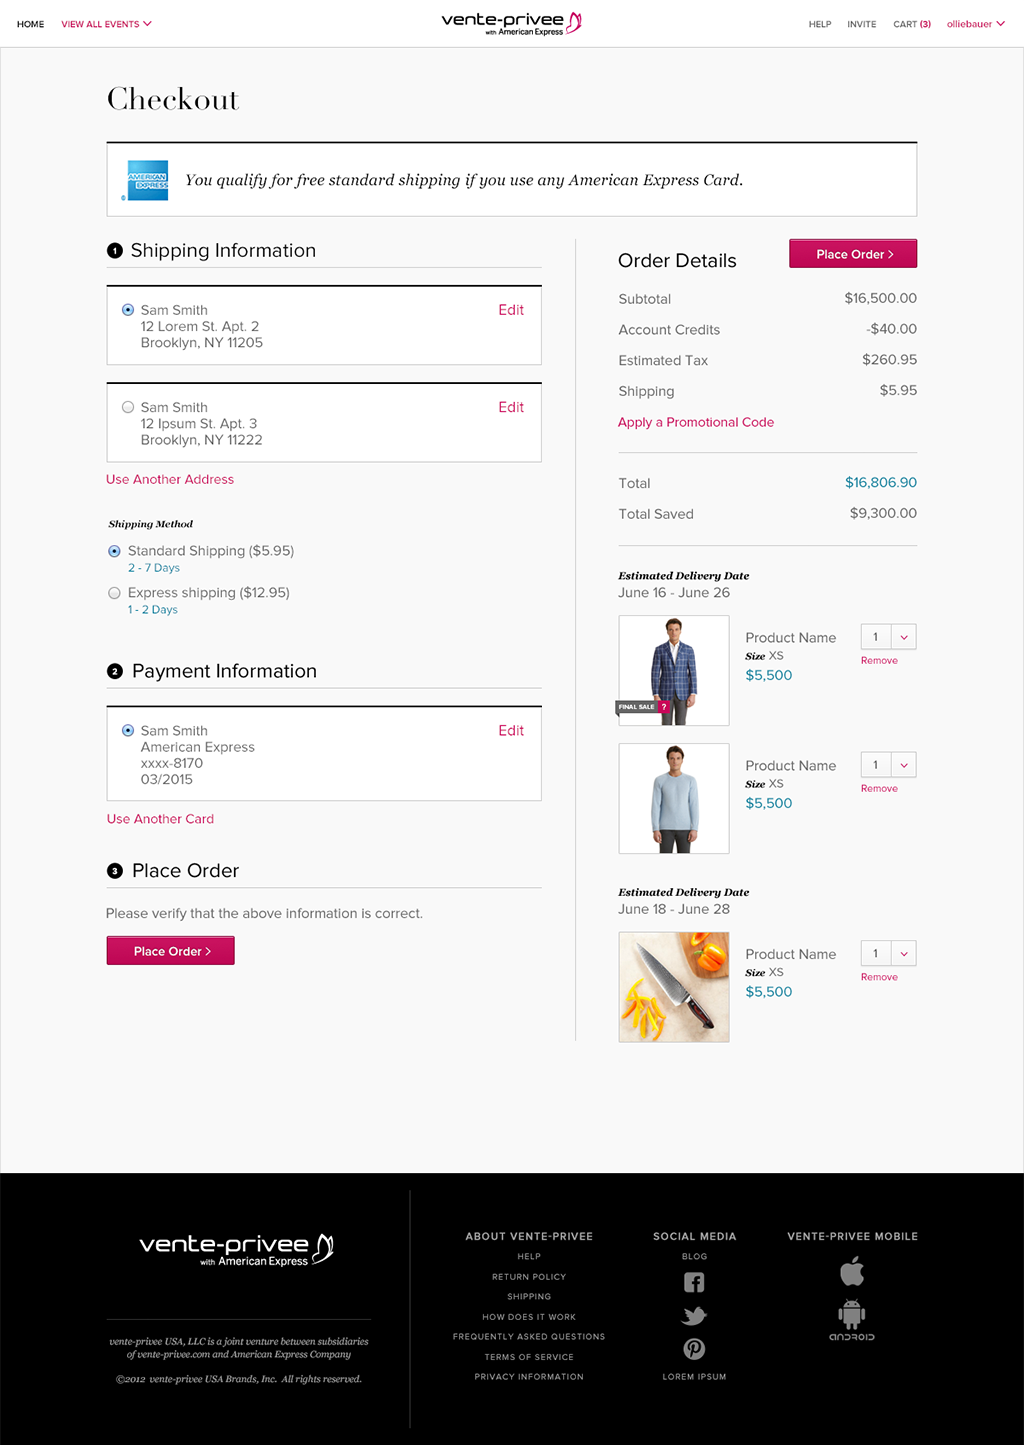 HOME
VIEW ALL EVENTS
vente-privee
with American Express
HELP
INVITE
CART (3)
olliebauer
Checkout
AMERICAN
EXPRESS
®
You qualify for free standard shipping if you use any American Express Card.
1 Shipping Information
Sam Smith
Edit
12 Lorem St. Apt. 2
Brooklyn, NY 11205
Sam Smith
Edit
12 Ipsum St. Apt. 3
Brooklyn, NY 11222
Use Another Address
Shipping Method
Standard Shipping ($5.95)
2 - 7 Days
Express shipping ($12.95)
1 - 2 Days
2 Payment Information
Sam Smith
Edit
American Express
xxxx-8170
03/2015
Use Another Card
3 Place Order
Please verify that the above information is correct.
Place Order >
Order Details
Place Order >
Subtotal $16,500.00
Account Credits -$40.00
Estimated Tax $260.95
Shipping $5.95
Apply a Promotional Code
Total $16,806.90
Total Saved $9,300.00
Estimated Delivery Date
June 16 - June 26
FINAL SALE ?
Product Name
Size XS
$5,500
1
Remove
Product Name
Size XS
$5,500
1
Remove
Estimated Delivery Date
June 18 - June 28
Product Name
Size XS
$5,500
1
Remove
vente-privee
with American Express
vente-privee USA, LLC is a joint venture between subsidiaries
of vente-privee.com and American Express Company
©2012 vente-privee USA Brands, Inc. All rights reserved.
ABOUT VENTE-PRIVEE
HELP
RETURN POLICY
SHIPPING
HOW DOES IT WORK
FREQUENTLY ASKED QUESTIONS
TERMS OF SERVICE
PRIVACY INFORMATION
SOCIAL MEDIA
BLOG
LOREM IPSUM
VENTE-PRIVEE MOBILE
ANDROID